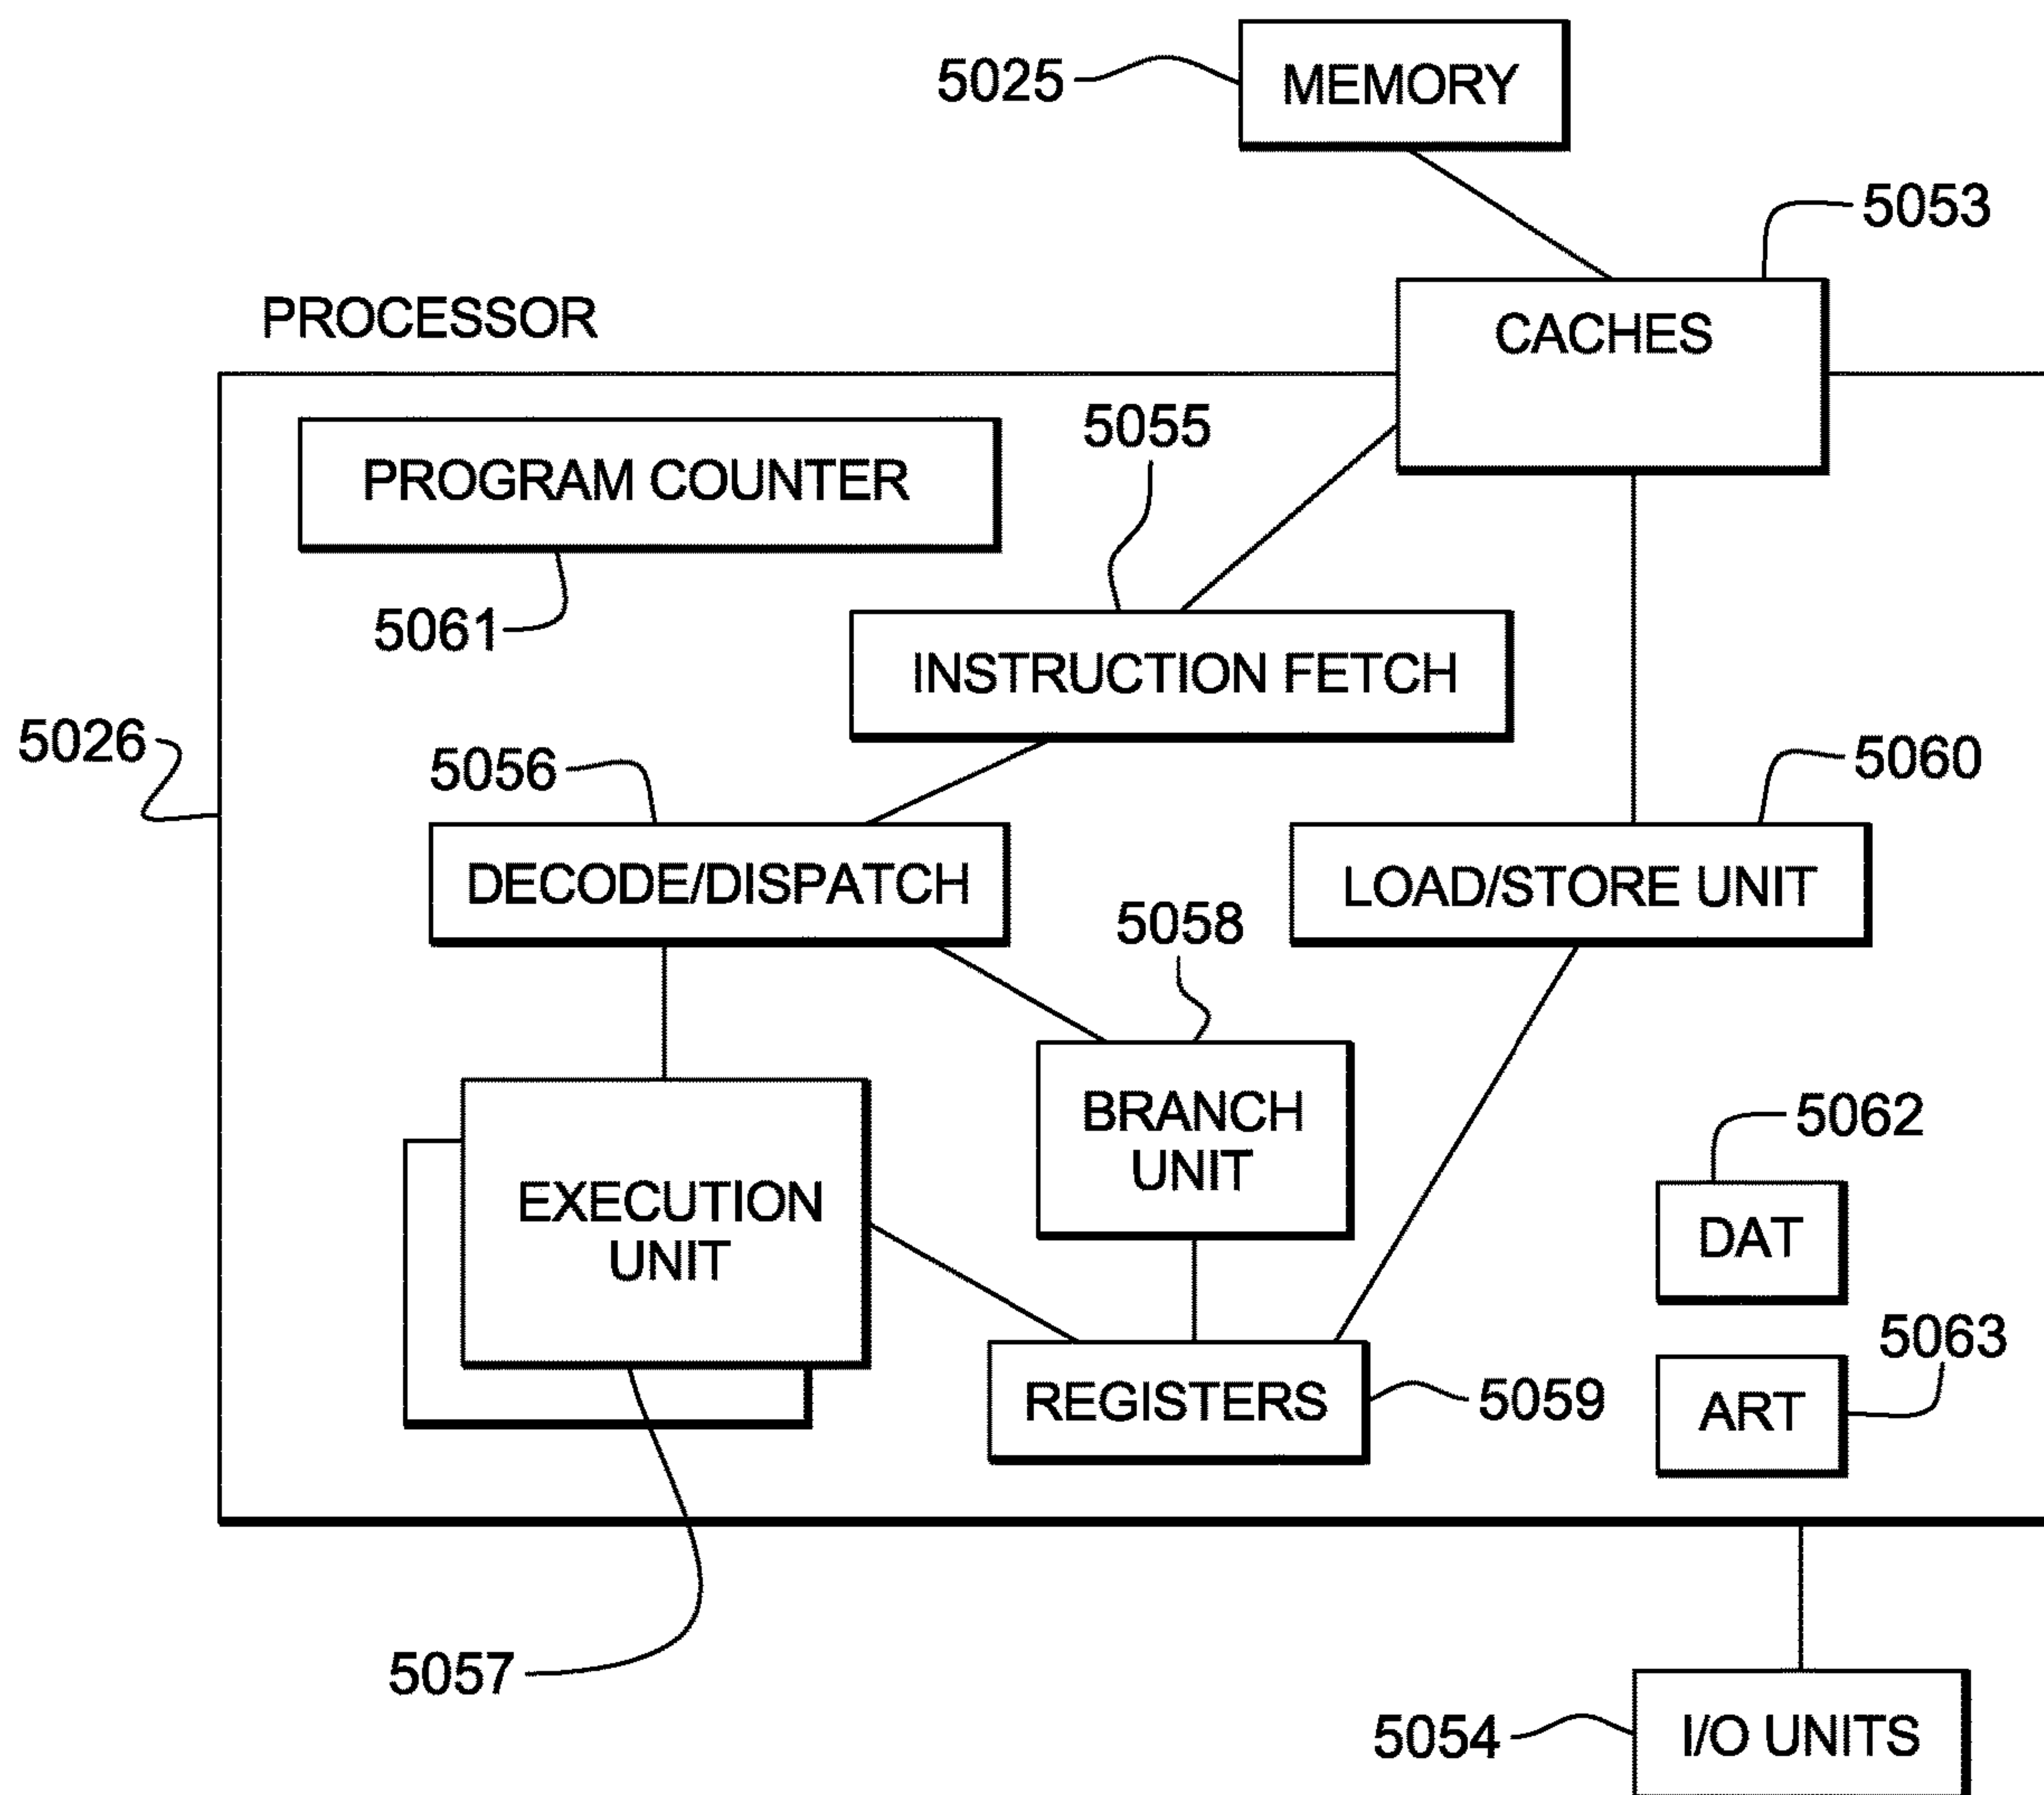 MEMORY
5025
5053
CACHES
PROCESSOR
5055
PROGRAM COUNTER
5061
INSTRUCTION FETCH
5026
5056
5060
DECODE/DISPATCH
LOAD/STORE UNIT
5058
BRANCH
UNIT
5062
EXECUTION
UNIT
DAT
5063
REGISTERS
5059
ART
5057
5054
I/O UNITS